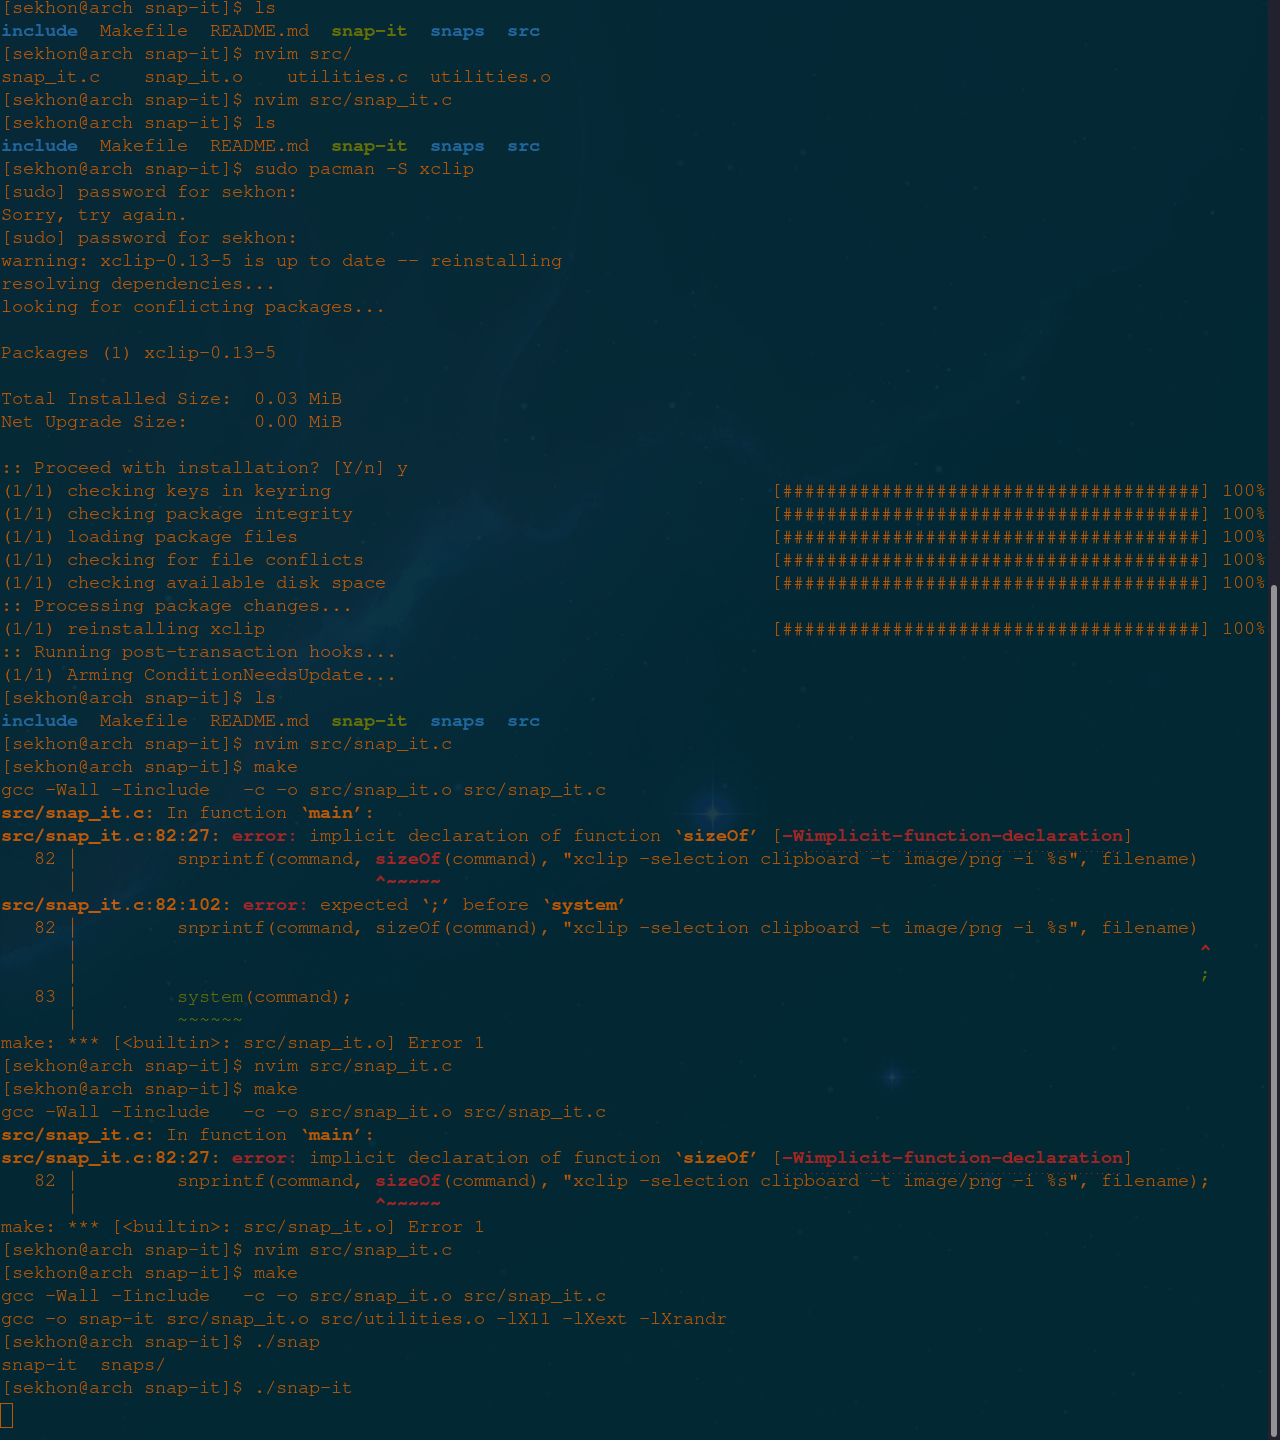 [sekhon@arch snap-it]$ ls
include  Makefile  README.md  snap-it  snaps  src
[sekhon@arch snap-it]$ nvim src/
snap_it.c    snap_it.o    utilities.c  utilities.o
[sekhon@arch snap-it]$ nvim src/snap_it.c
[sekhon@arch snap-it]$ ls
include  Makefile  README.md  snap-it  snaps  src
[sekhon@arch snap-it]$ sudo pacman -S xclip
[sudo] password for sekhon:
Sorry, try again.
[sudo] password for sekhon:
warning: xclip-0.13-5 is up to date -- reinstalling
resolving dependencies...
looking for conflicting packages...
Packages (1) xclip-0.13-5
Total Installed Size:  0.03 MiB
Net Upgrade Size:      0.00 MiB
:: Proceed with installation? [Y/n] y
(1/1) checking keys in keyring [######################################] 100%
(1/1) checking package integrity [######################################] 100%
(1/1) loading package files [######################################] 100%
(1/1) checking for file conflicts [######################################] 100%
(1/1) checking available disk space [######################################] 100%
:: Processing package changes...
(1/1) reinstalling xclip [######################################] 100%
:: Running post-transaction hooks...
(1/1) Arming ConditionNeedsUpdate...
[sekhon@arch snap-it]$ ls
include  Makefile  README.md  snap-it  snaps  src
[sekhon@arch snap-it]$ nvim src/snap_it.c
[sekhon@arch snap-it]$ make
gcc -Wall -Iinclude   -c -o src/snap_it.o src/snap_it.c
src/snap_it.c: In function ‘main’:
src/snap_it.c:82:27: error: implicit declaration of function ‘sizeOf’ [-Wimplicit-function-declaration]
   82 |         snprintf(command, sizeOf(command), "xclip -selection clipboard -t image/png -i %s", filename)
      |                           ^~~~~~
src/snap_it.c:82:102: error: expected ‘;’ before ‘system’
   82 |         snprintf(command, sizeOf(command), "xclip -selection clipboard -t image/png -i %s", filename)
      |                                                                                                      ^
      |                                                                                                      ;
   83 |         system(command);
      |         ~~~~~~
make: *** [<builtin>: src/snap_it.o] Error 1
[sekhon@arch snap-it]$ nvim src/snap_it.c
[sekhon@arch snap-it]$ make
gcc -Wall -Iinclude   -c -o src/snap_it.o src/snap_it.c
src/snap_it.c: In function ‘main’:
src/snap_it.c:82:27: error: implicit declaration of function ‘sizeOf’ [-Wimplicit-function-declaration]
   82 |         snprintf(command, sizeOf(command), "xclip -selection clipboard -t image/png -i %s", filename);
      |                           ^~~~~~
make: *** [<builtin>: src/snap_it.o] Error 1
[sekhon@arch snap-it]$ nvim src/snap_it.c
[sekhon@arch snap-it]$ make
gcc -Wall -Iinclude   -c -o src/snap_it.o src/snap_it.c
gcc -o snap-it src/snap_it.o src/utilities.o -lX11 -lXext -lXrandr
[sekhon@arch snap-it]$ ./snap
snap-it  snaps/
[sekhon@arch snap-it]$ ./snap-it